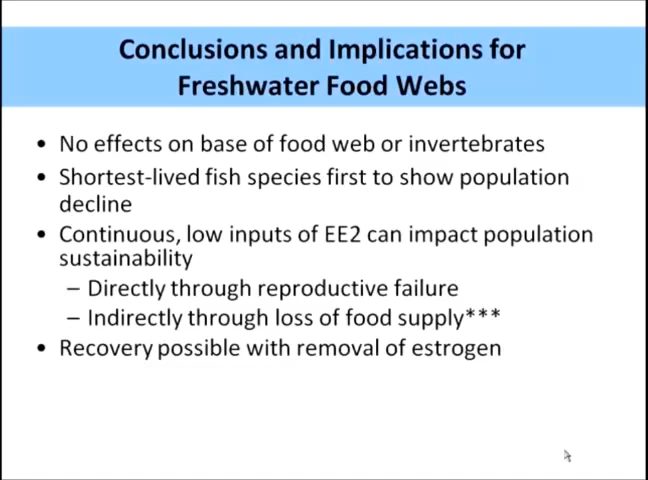 Conclusions and Implications for
Freshwater Food Webs
• No effects on base of food web or invertebrates
• Shortest-lived fish species first to show population
decline
• Continuous, low inputs of EE2 can impact population
sustainability
– Directly through reproductive failure
– Indirectly through loss of food supply***
• Recovery possible with removal of estrogen